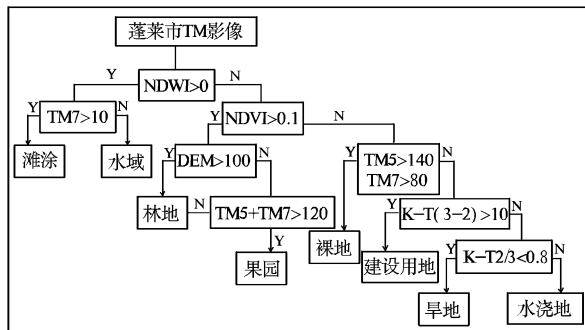 蓬莱市TM影像
Y NDWI>0 N
Y TM7>10 N
NDVI>0.1
Y N
滩涂
水域
Y DEM>100 N
Y TM5>140 N
TM7>80
林地 N TM5+TM7>120
Y
Y K-T(3-2)>10 N
果园
裸地
建设用地
Y K-T2/3<0.8 N
旱地
水浇地